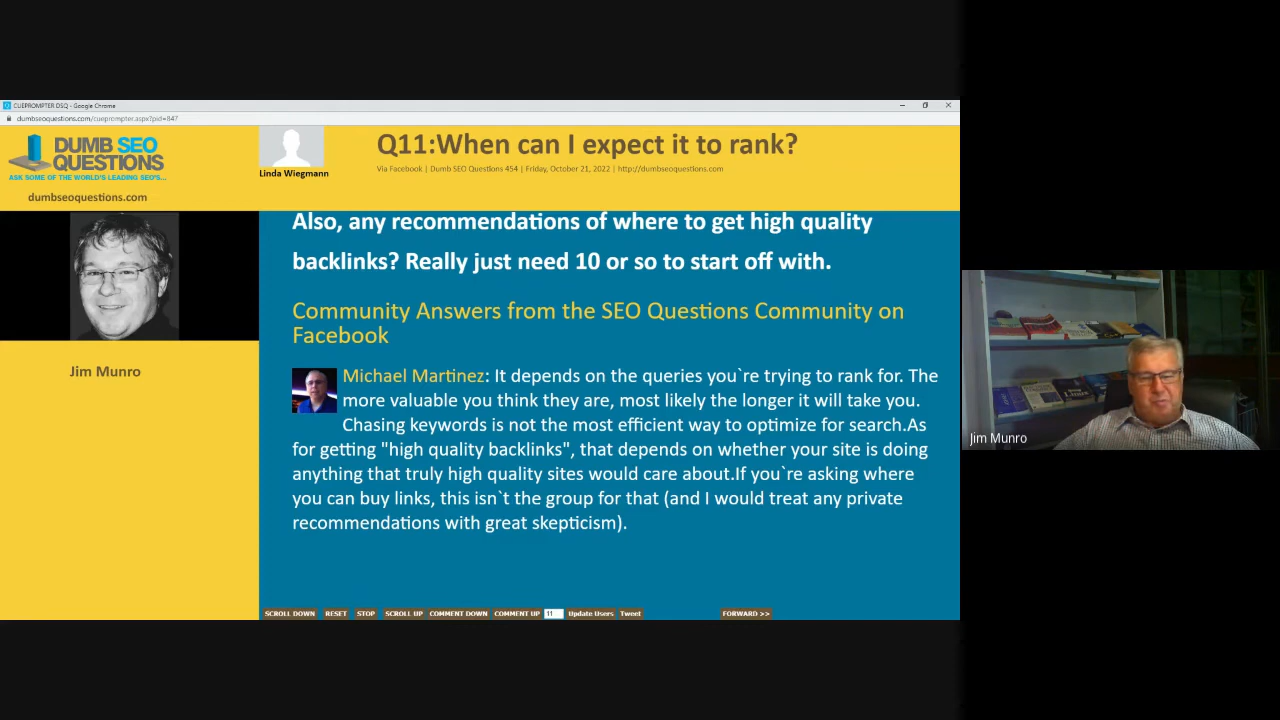 CUEPROMPTER DSQ - Google Chrome
dumbseoquestions.com/cueprompter.aspx?pid=847
DUMB SEO
QUESTIONS
ASK SOME OF THE WORLD'S LEADING SEO'S...
dumbseoquestions.com
Linda Wiegmann
Q11:When can I expect it to rank?
Via Facebook | Dumb SEO Questions 454 | Friday, October 21, 2022 | http://dumbseoquestions.com
Jim Munro
Also, any recommendations of where to get high quality
backlinks? Really just need 10 or so to start off with.
Community Answers from the SEO Questions Community on
Facebook
Michael Martinez: It depends on the queries you`re trying to rank for. The
more valuable you think they are, most likely the longer it will take you.
Chasing keywords is not the most efficient way to optimize for search.As
for getting "high quality backlinks", that depends on whether your site is doing
anything that truly high quality sites would care about.If you`re asking where
you can buy links, this isn`t the group for that (and I would treat any private
recommendations with great skepticism).
SCROLL DOWN RESET STOP SCROLL UP COMMENT DOWN COMMENT UP 11 Update Users Tweet FORWARD >>
Jim Munro